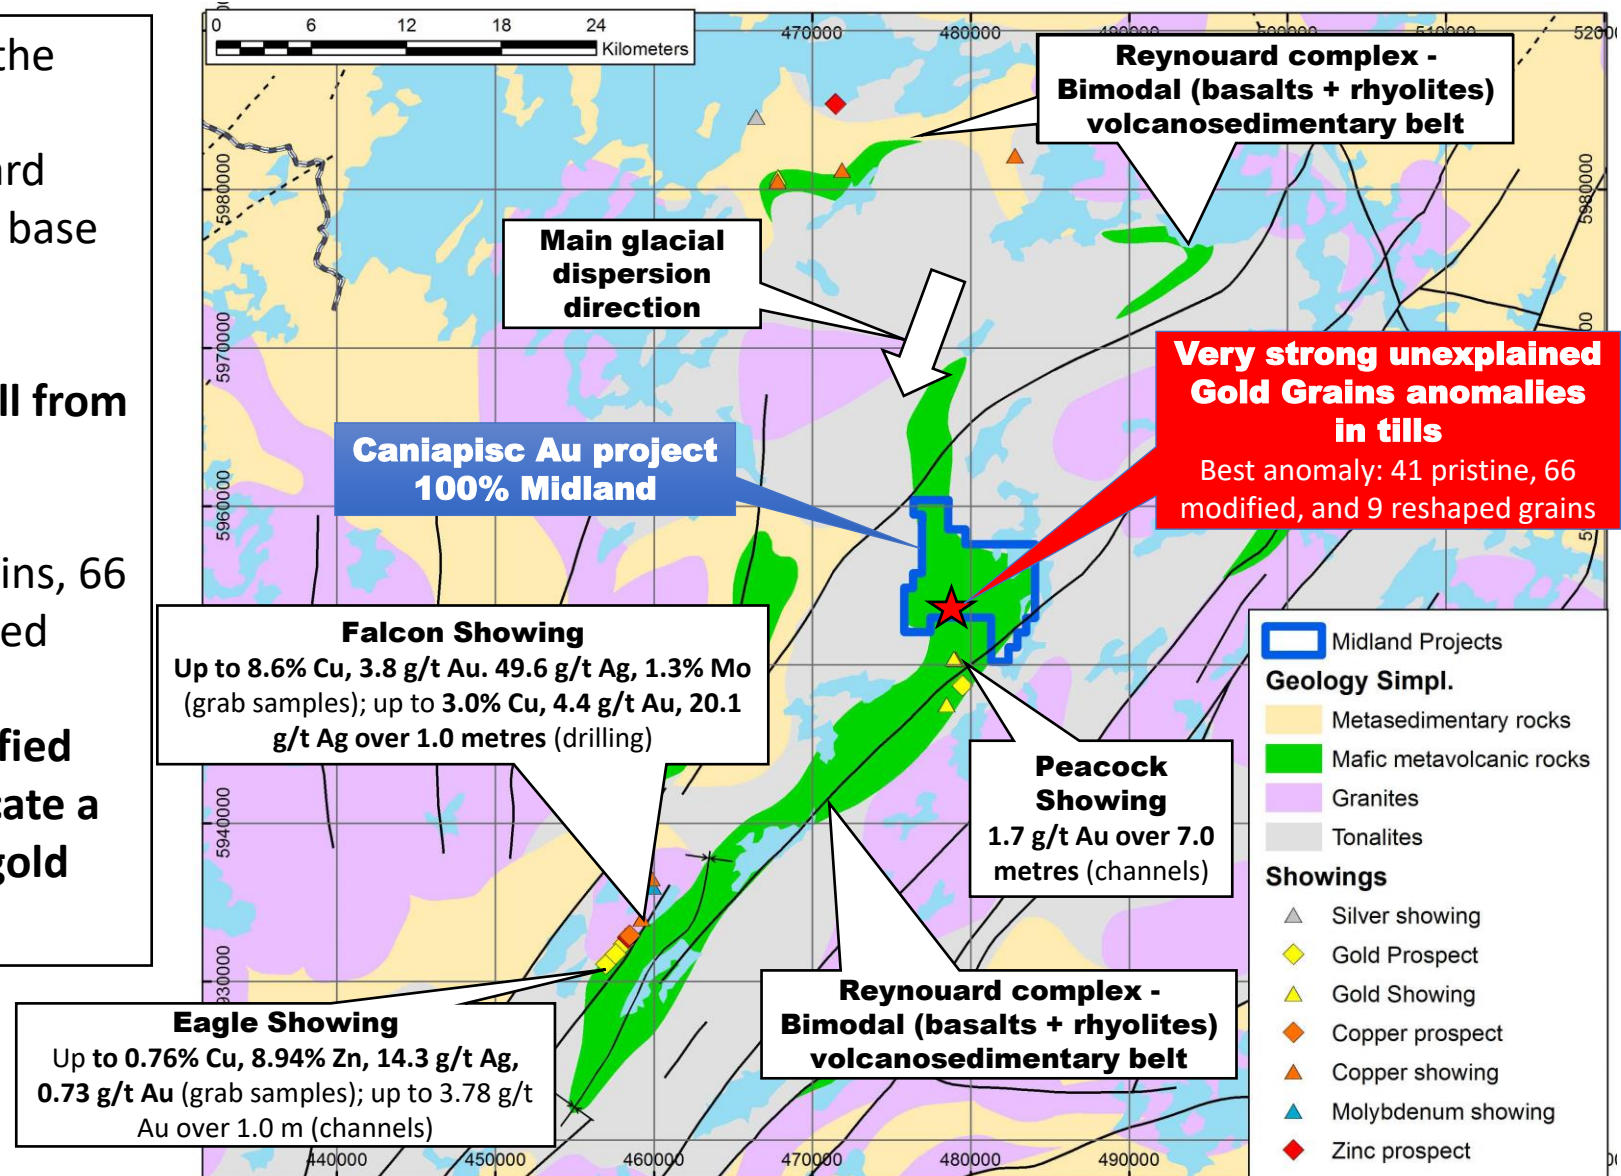 the
ard
base
ll from
ins, 66
ed
fied
cate a
gold
0 6 12 18 24
Kilometers
470000 480000 490000 500000 510000
Reynouard complex -
Bimodal (basalts + rhyolites)
volcanosedimentary belt
5980000
5980000
Main glacial
dispersion
direction
5970000
Very strong unexplained
Gold Grains anomalies
in tills
Best anomaly: 41 pristine, 66
modified, and 9 reshaped grains
Caniapisc Au project
100% Midland
5960000
Falcon Showing
Up to 8.6% Cu, 3.8 g/t Au. 49.6 g/t Ag, 1.3% Mo
(grab samples); up to 3.0% Cu, 4.4 g/t Au, 20.1
g/t Ag over 1.0 metres (drilling)
Peacock
Showing
1.7 g/t Au over 7.0
metres (channels)
5940000
930000
Eagle Showing
Up to 0.76% Cu, 8.94% Zn, 14.3 g/t Ag,
0.73 g/t Au (grab samples); up to 3.78 g/t
Au over 1.0 m (channels)
Reynouard complex -
Bimodal (basalts + rhyolites)
volcanosedimentary belt
Midland Projects
Geology Simpl.
Metasedimentary rocks
Mafic metavolcanic rocks
Granites
Tonalites
Showings
Silver showing
Gold Prospect
Gold Showing
Copper prospect
Copper showing
Molybdenum showing
Zinc prospect
440000 450000 460000 470000 480000 490000